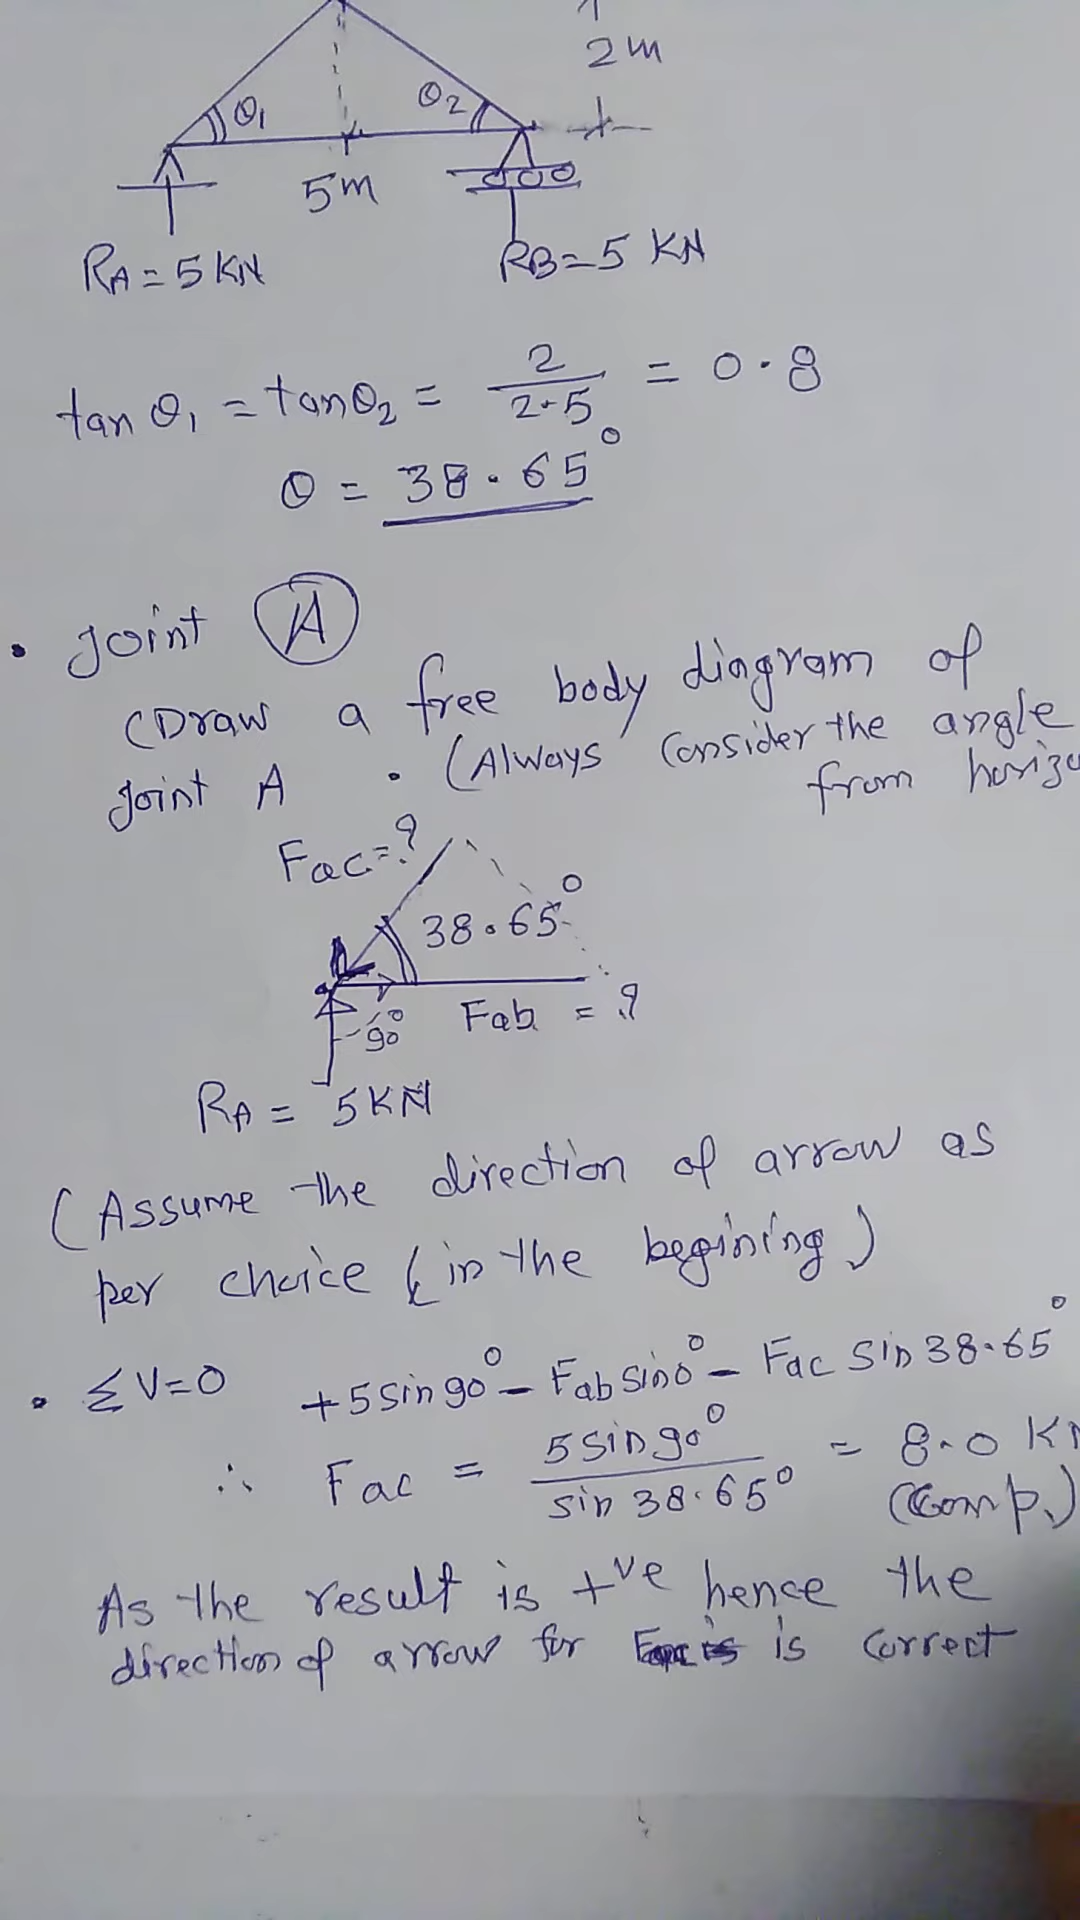 2m
θ1 θ2
5m
RA = 5 KN RB = 5 KN
tan θ1 = tan θ2 = 2/2.5 = 0.8
θ = 38.65°
• Joint (A)
(Draw a free body diagram of
Joint A . (Always Consider the angle
from
Fac = ?
38.65°
90° Fab = ?
RA = 5KN
(Assume the direction of arrow as
per choice (in the begining)
• ΣV=0 +5 sin 90° - Fab sin 0° - Fac Sin 38.65°
∴ Fac = 5 sin 90°/sin 38.65° = 8.0
(Comp.)
As the result is +ve hence the
direction of arrow for is correct